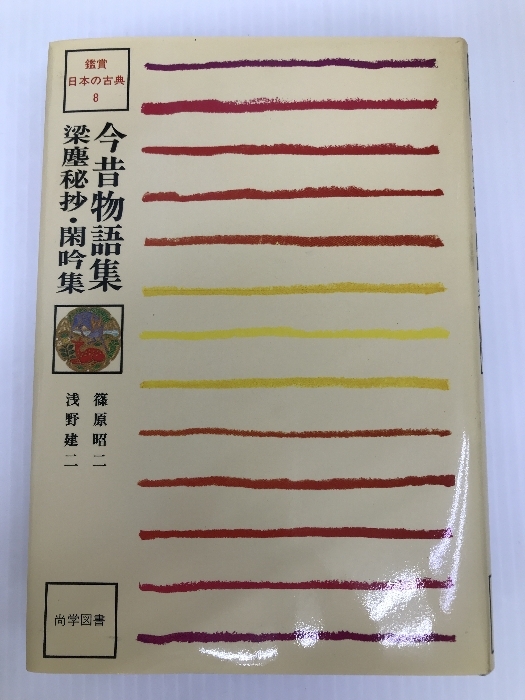 鑑賞
日本の古典
8
今昔物語集
梁塵秘抄・閑吟集
篠原昭二
浅野建二
尚学図書